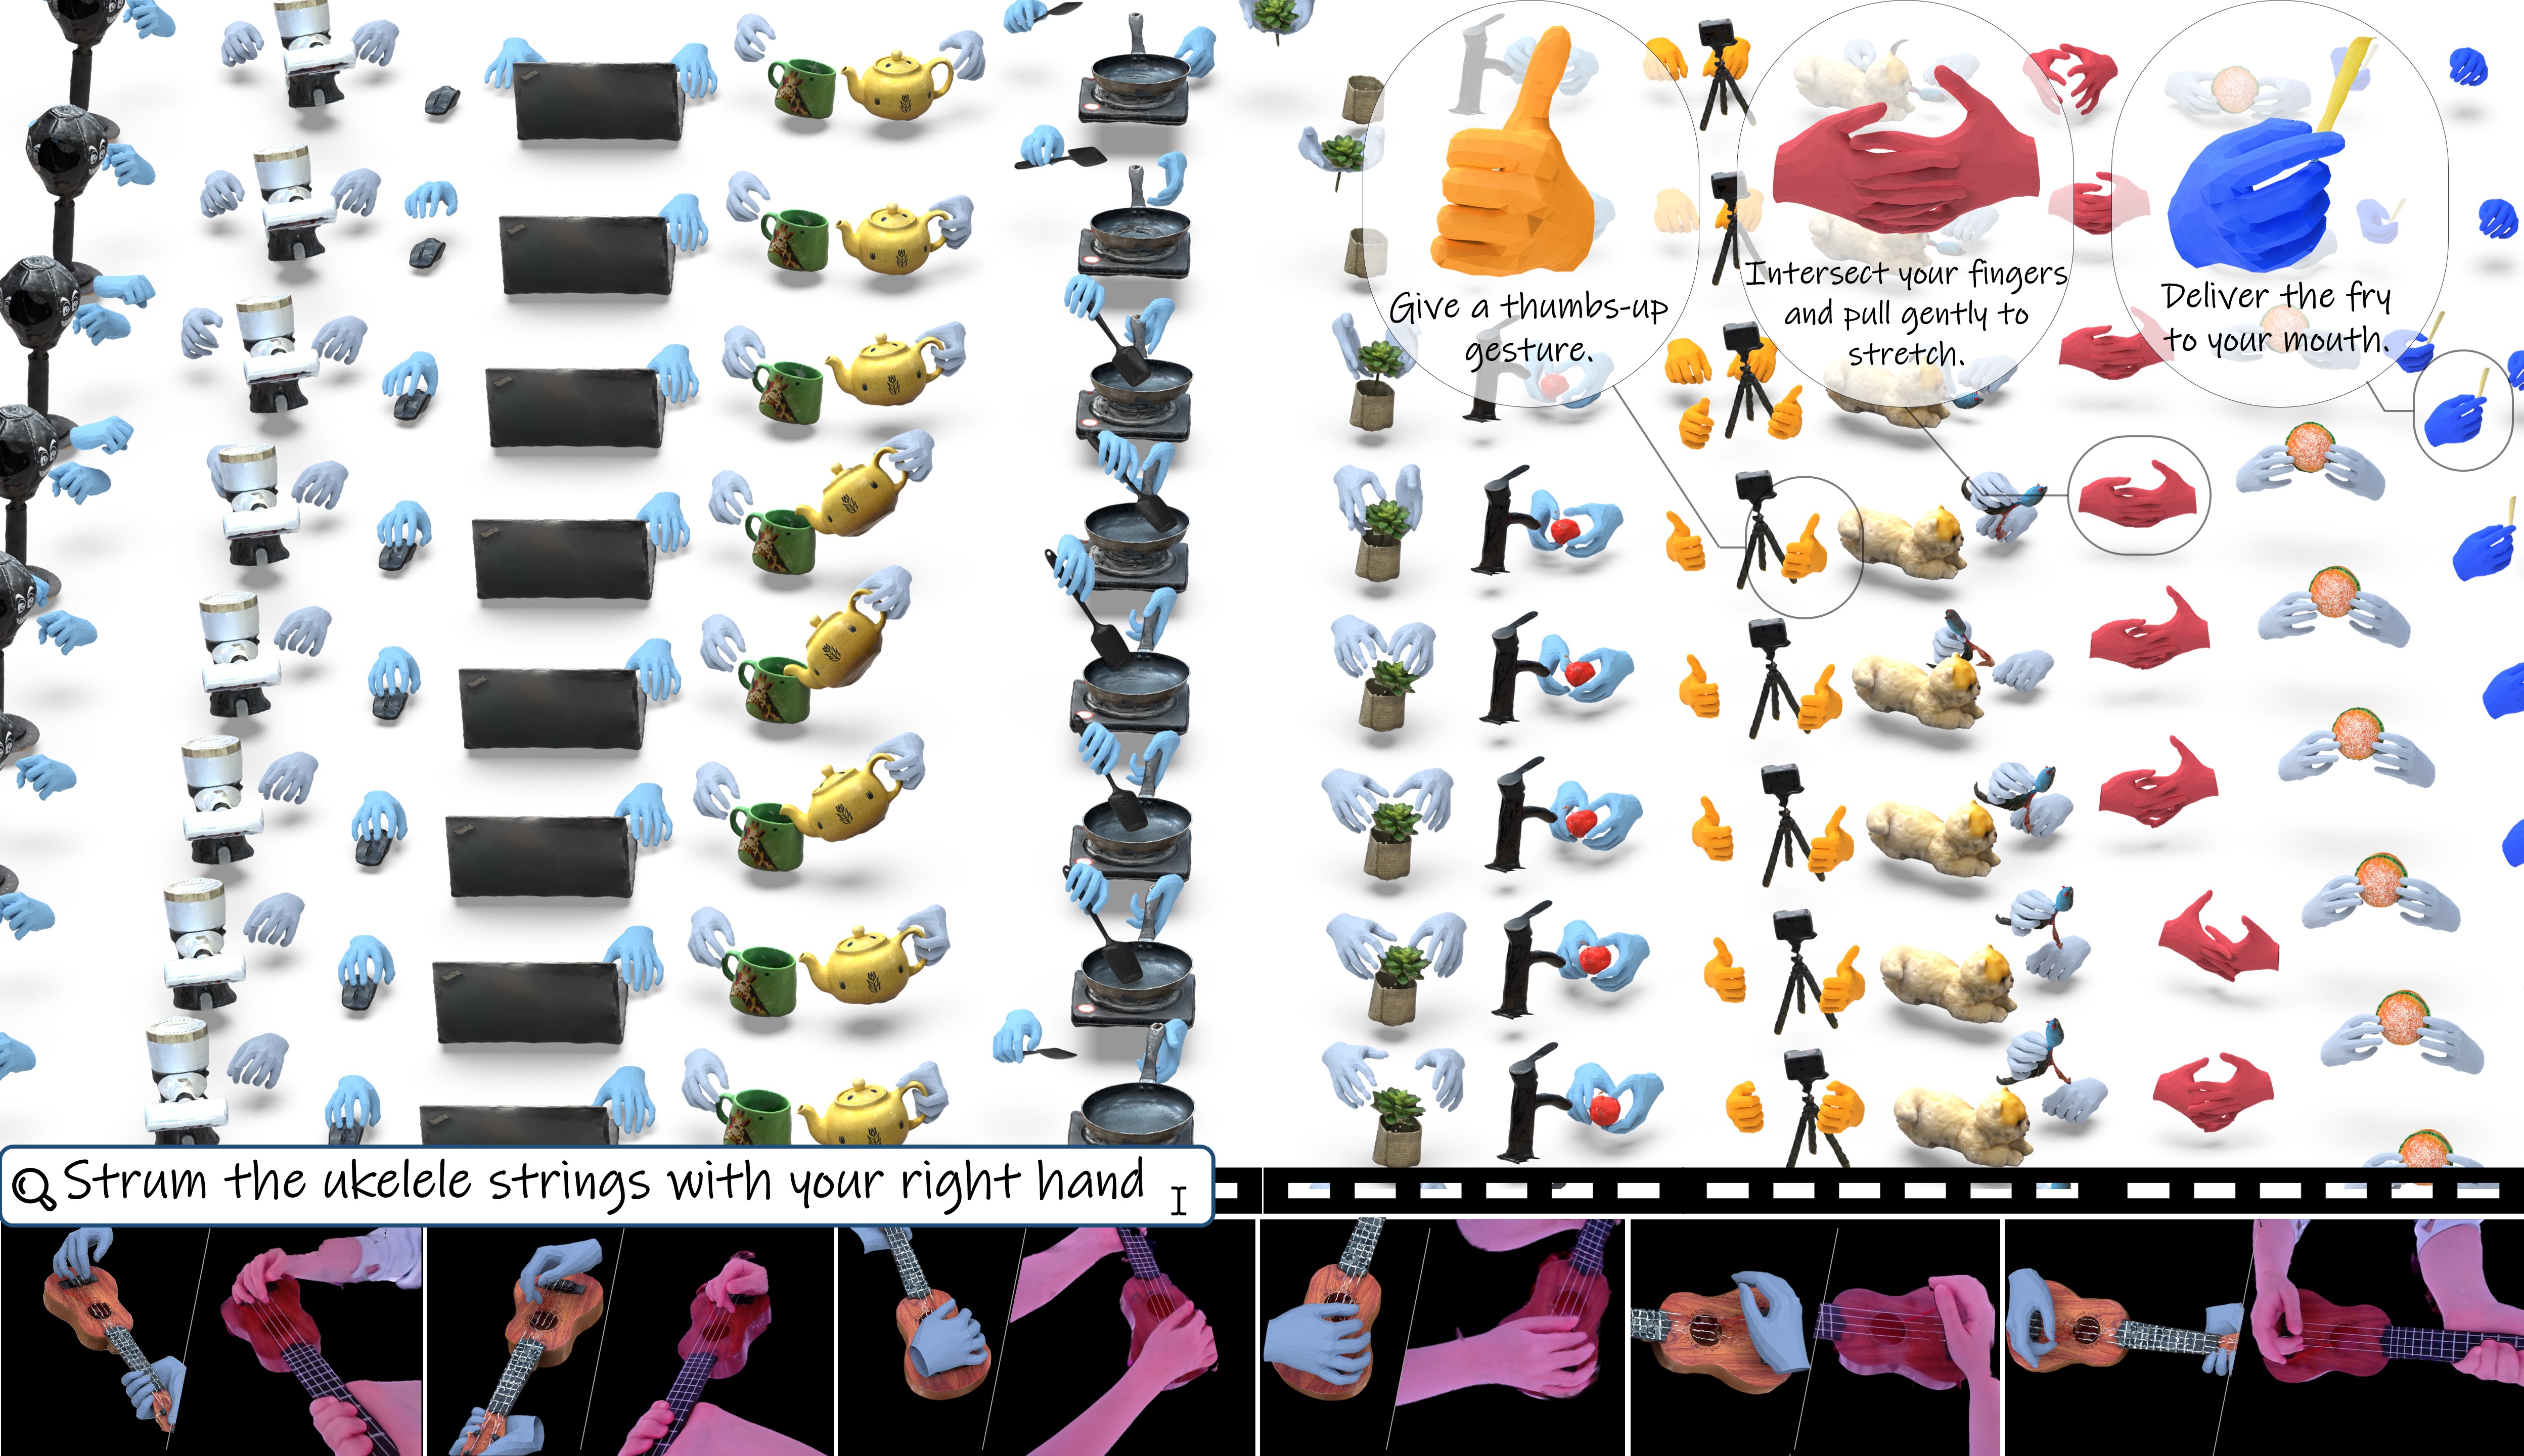 Give a thumbs-up
gesture.
Intersect your fingers
and pull gently to
stretch.
Deliver the fry
to your mouth.
Strum the ukelele strings with your right hand